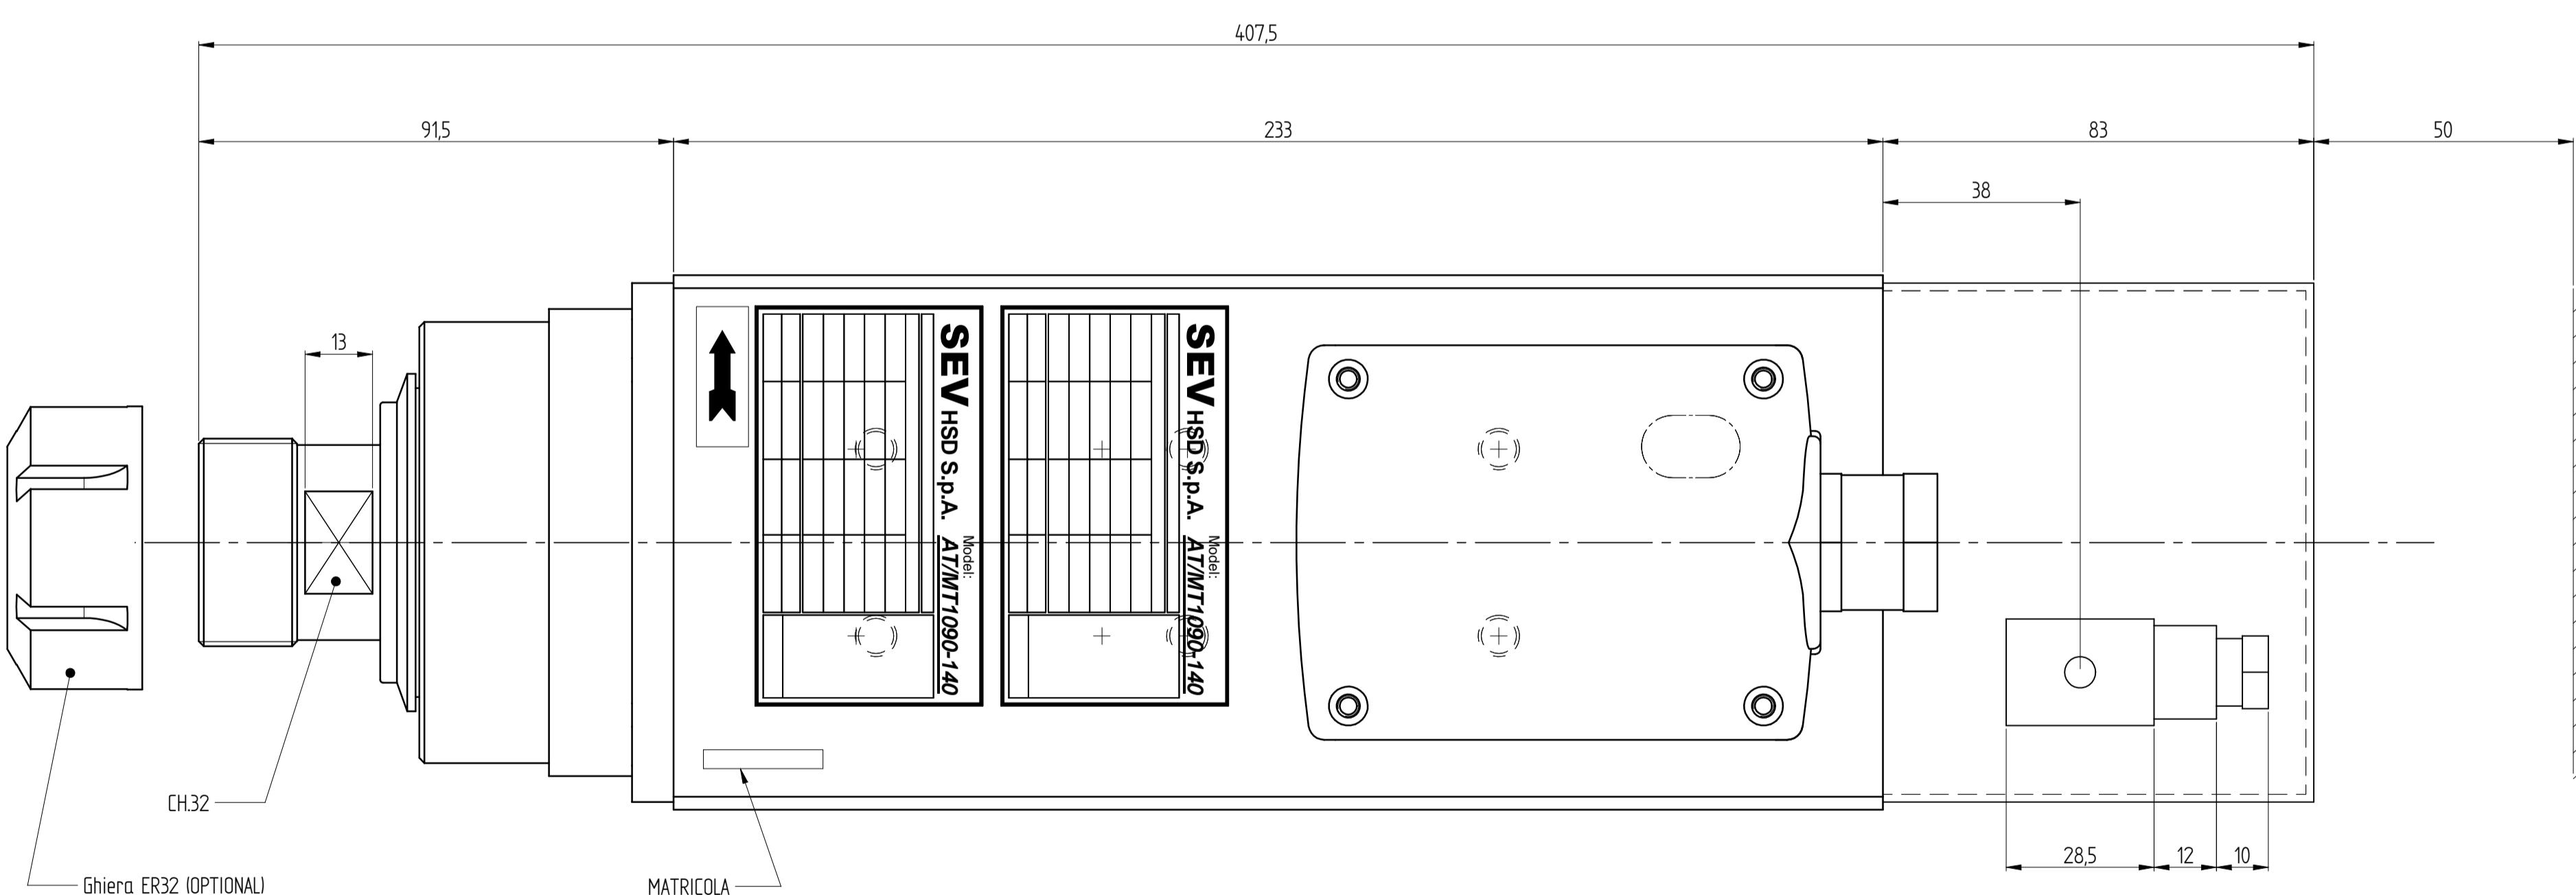 407,5
91,5
233
83
50
38
13
SEV HSD S.p.A. Model: AT/MT1090-140
SEV HSD S.p.A. Model: AT/MT1090-140
CH.32
28,5
12
10
Ghiera ER32 (OPTIONAL)
MATRICOLA